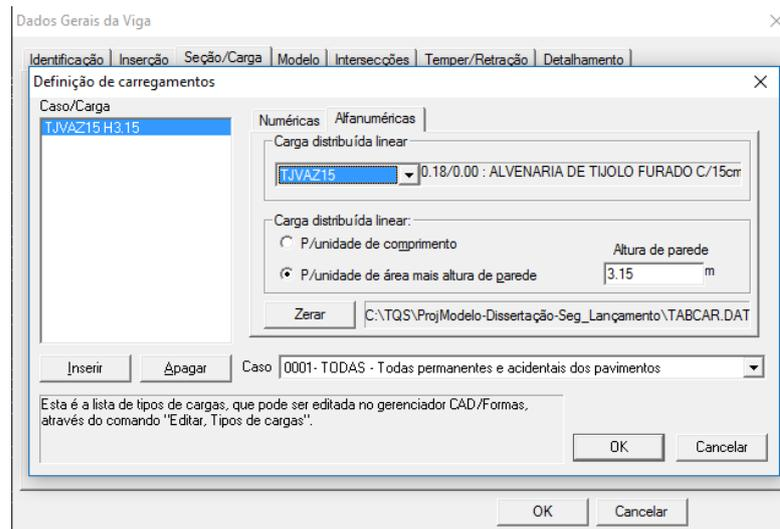 Dados Gerais da Viga
Identificação Inserção Seção/Carga Modelo Intersecções Temper/Retração Detalhamento
Definição de carregamentos
Caso/Carga
TJVAZ15 H3.15
Numéricas Alfanuméricas
Carga distribuída linear
TJVAZ15 0.18/0.00 : ALVENARIA DE TIJOLO FURADO C/15cm
Carga distribuída linear:
P/unidade de comprimento
Altura de parede
P/unidade de área mais altura de parede 3.15 m
Zerar C:\TQS\ProjModelo-Dissertação-Seg_Lançamento\TABCAR.DAT
Inserir Apagar Caso 0001- TODAS - Todas permanentes e acidentais dos pavimentos
Esta é a lista de tipos de cargas, que pode ser editada no gerenciador CAD/Formas,
através do comando "Editar, Tipos de cargas".
OK Cancelar
OK Cancelar